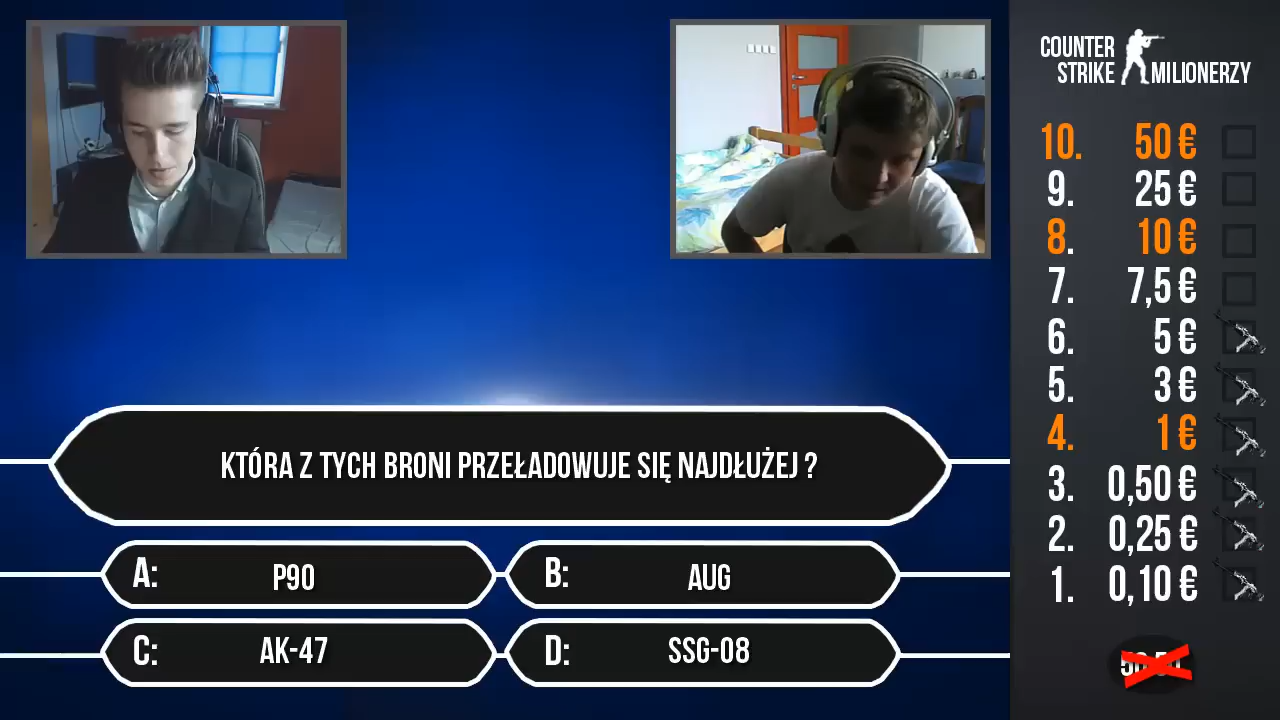 COUNTER
STRIKE MILIONERZY
10. 50 €
9. 25 €
8. 10 €
7. 7,5 €
6. 5 €
5. 3 €
4. 1 €
3. 0,50 €
2. 0,25 €
1. 0,10 €
KTÓRA Z TYCH BRONI PRZEŁADOWUJE SIĘ NAJDŁUŻEJ ?
A: P90
B: AUG
C: AK-47
D: SSG-08